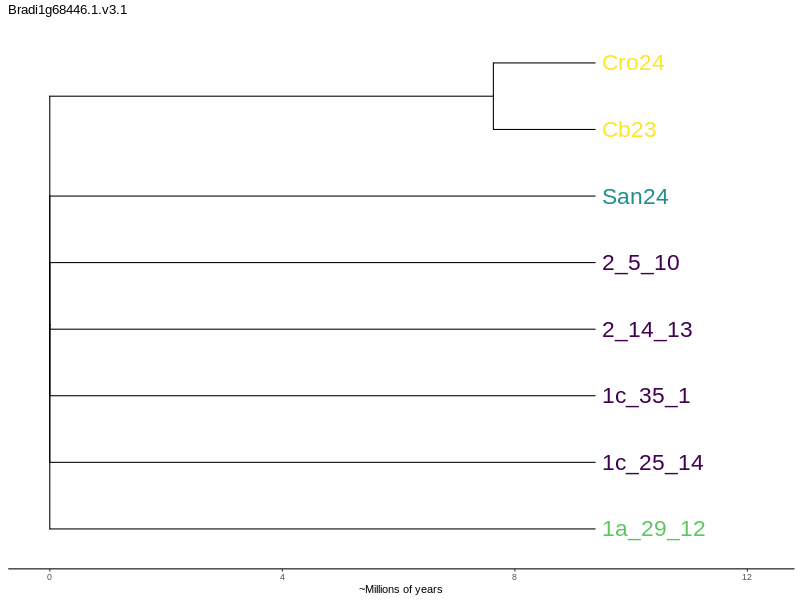 Bradi1g68446.1.v3.1
Cro24
Cb23
San24
2_5_10
2_14_13
1c_35_1
1c_25_14
1a_29_12
0 4 8 12
~Millions of years